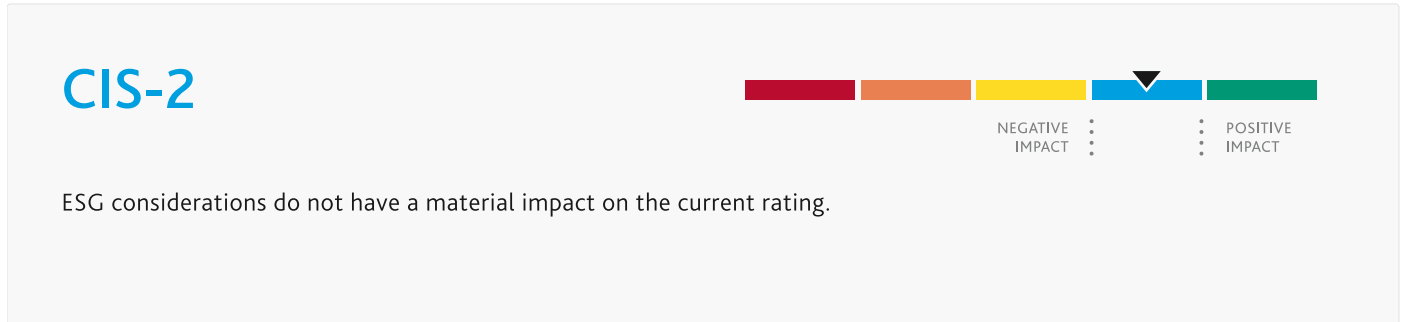 CIS-2
NEGATIVE
IMPACT
POSITIVE
IMPACT
ESG considerations do not have a material impact on the current rating.